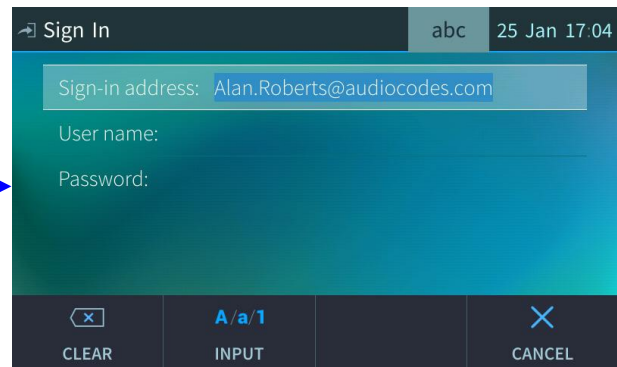 Sign In abc 25 Jan 17:04
Sign-in address: Alan.Roberts@audiocodes.com
User name:
Password:
A/a/1
CLEAR INPUT CANCEL